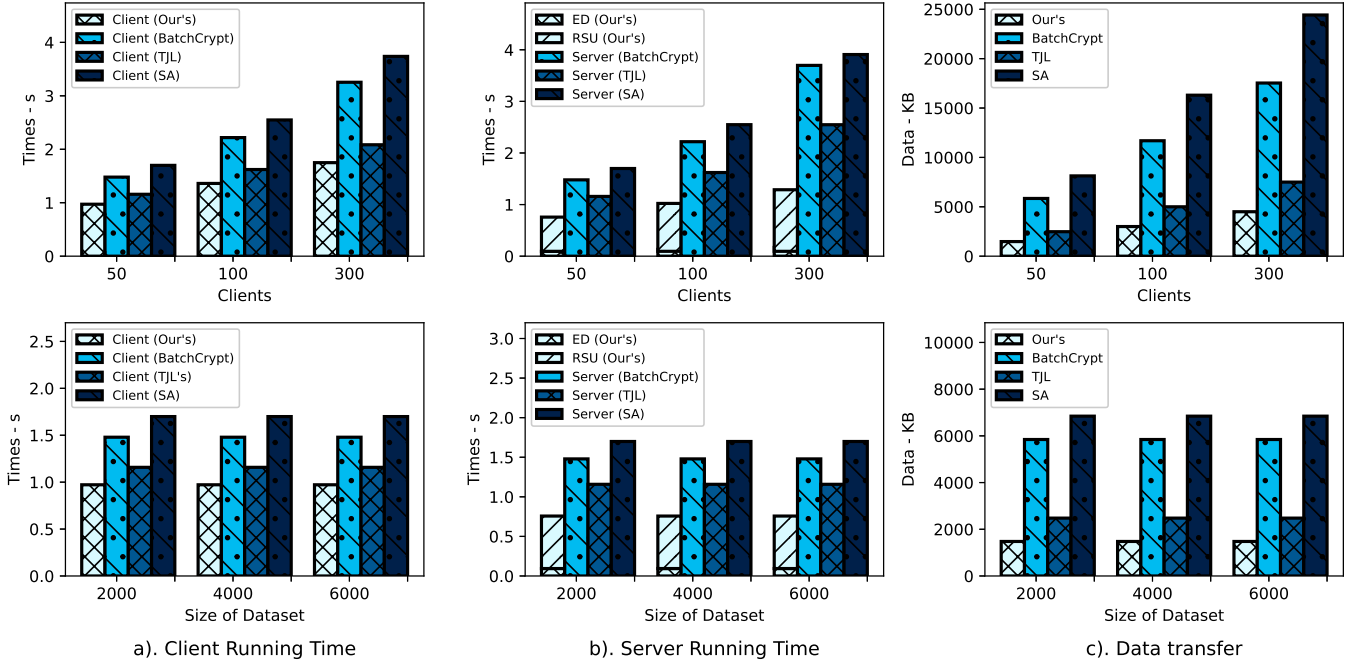 Client (Our's)
Client (BatchCrypt)
Client (TJL)
Client (SA)
Times - s
4
3
2
1
0
50
100
300
Clients
ED (Our's)
RSU (Our's)
Server (BatchCrypt)
Server (TJL)
Server (SA)
Times - s
4
3
2
1
0
50
100
300
Clients
Our's
BatchCrypt
TJL
SA
Data - KB
25000
20000
15000
10000
5000
0
50
100
300
Clients
Client (Our's)
Client (BatchCrypt)
Client (TJL's)
Client (SA)
Times - s
2.5
2.0
1.5
1.0
0.5
0.0
2000
4000
6000
Size of Dataset
a). Client Running Time
ED (Our's)
RSU (Our's)
Server (BatchCrypt)
Server (TJL)
Server (SA)
Times - s
3.0
2.5
2.0
1.5
1.0
0.5
0.0
2000
4000
6000
Size of Dataset
b). Server Running Time
Our's
BatchCrypt
TJL
SA
Data - KB
10000
8000
6000
4000
2000
0
2000
4000
6000
Size of Dataset
c). Data transfer